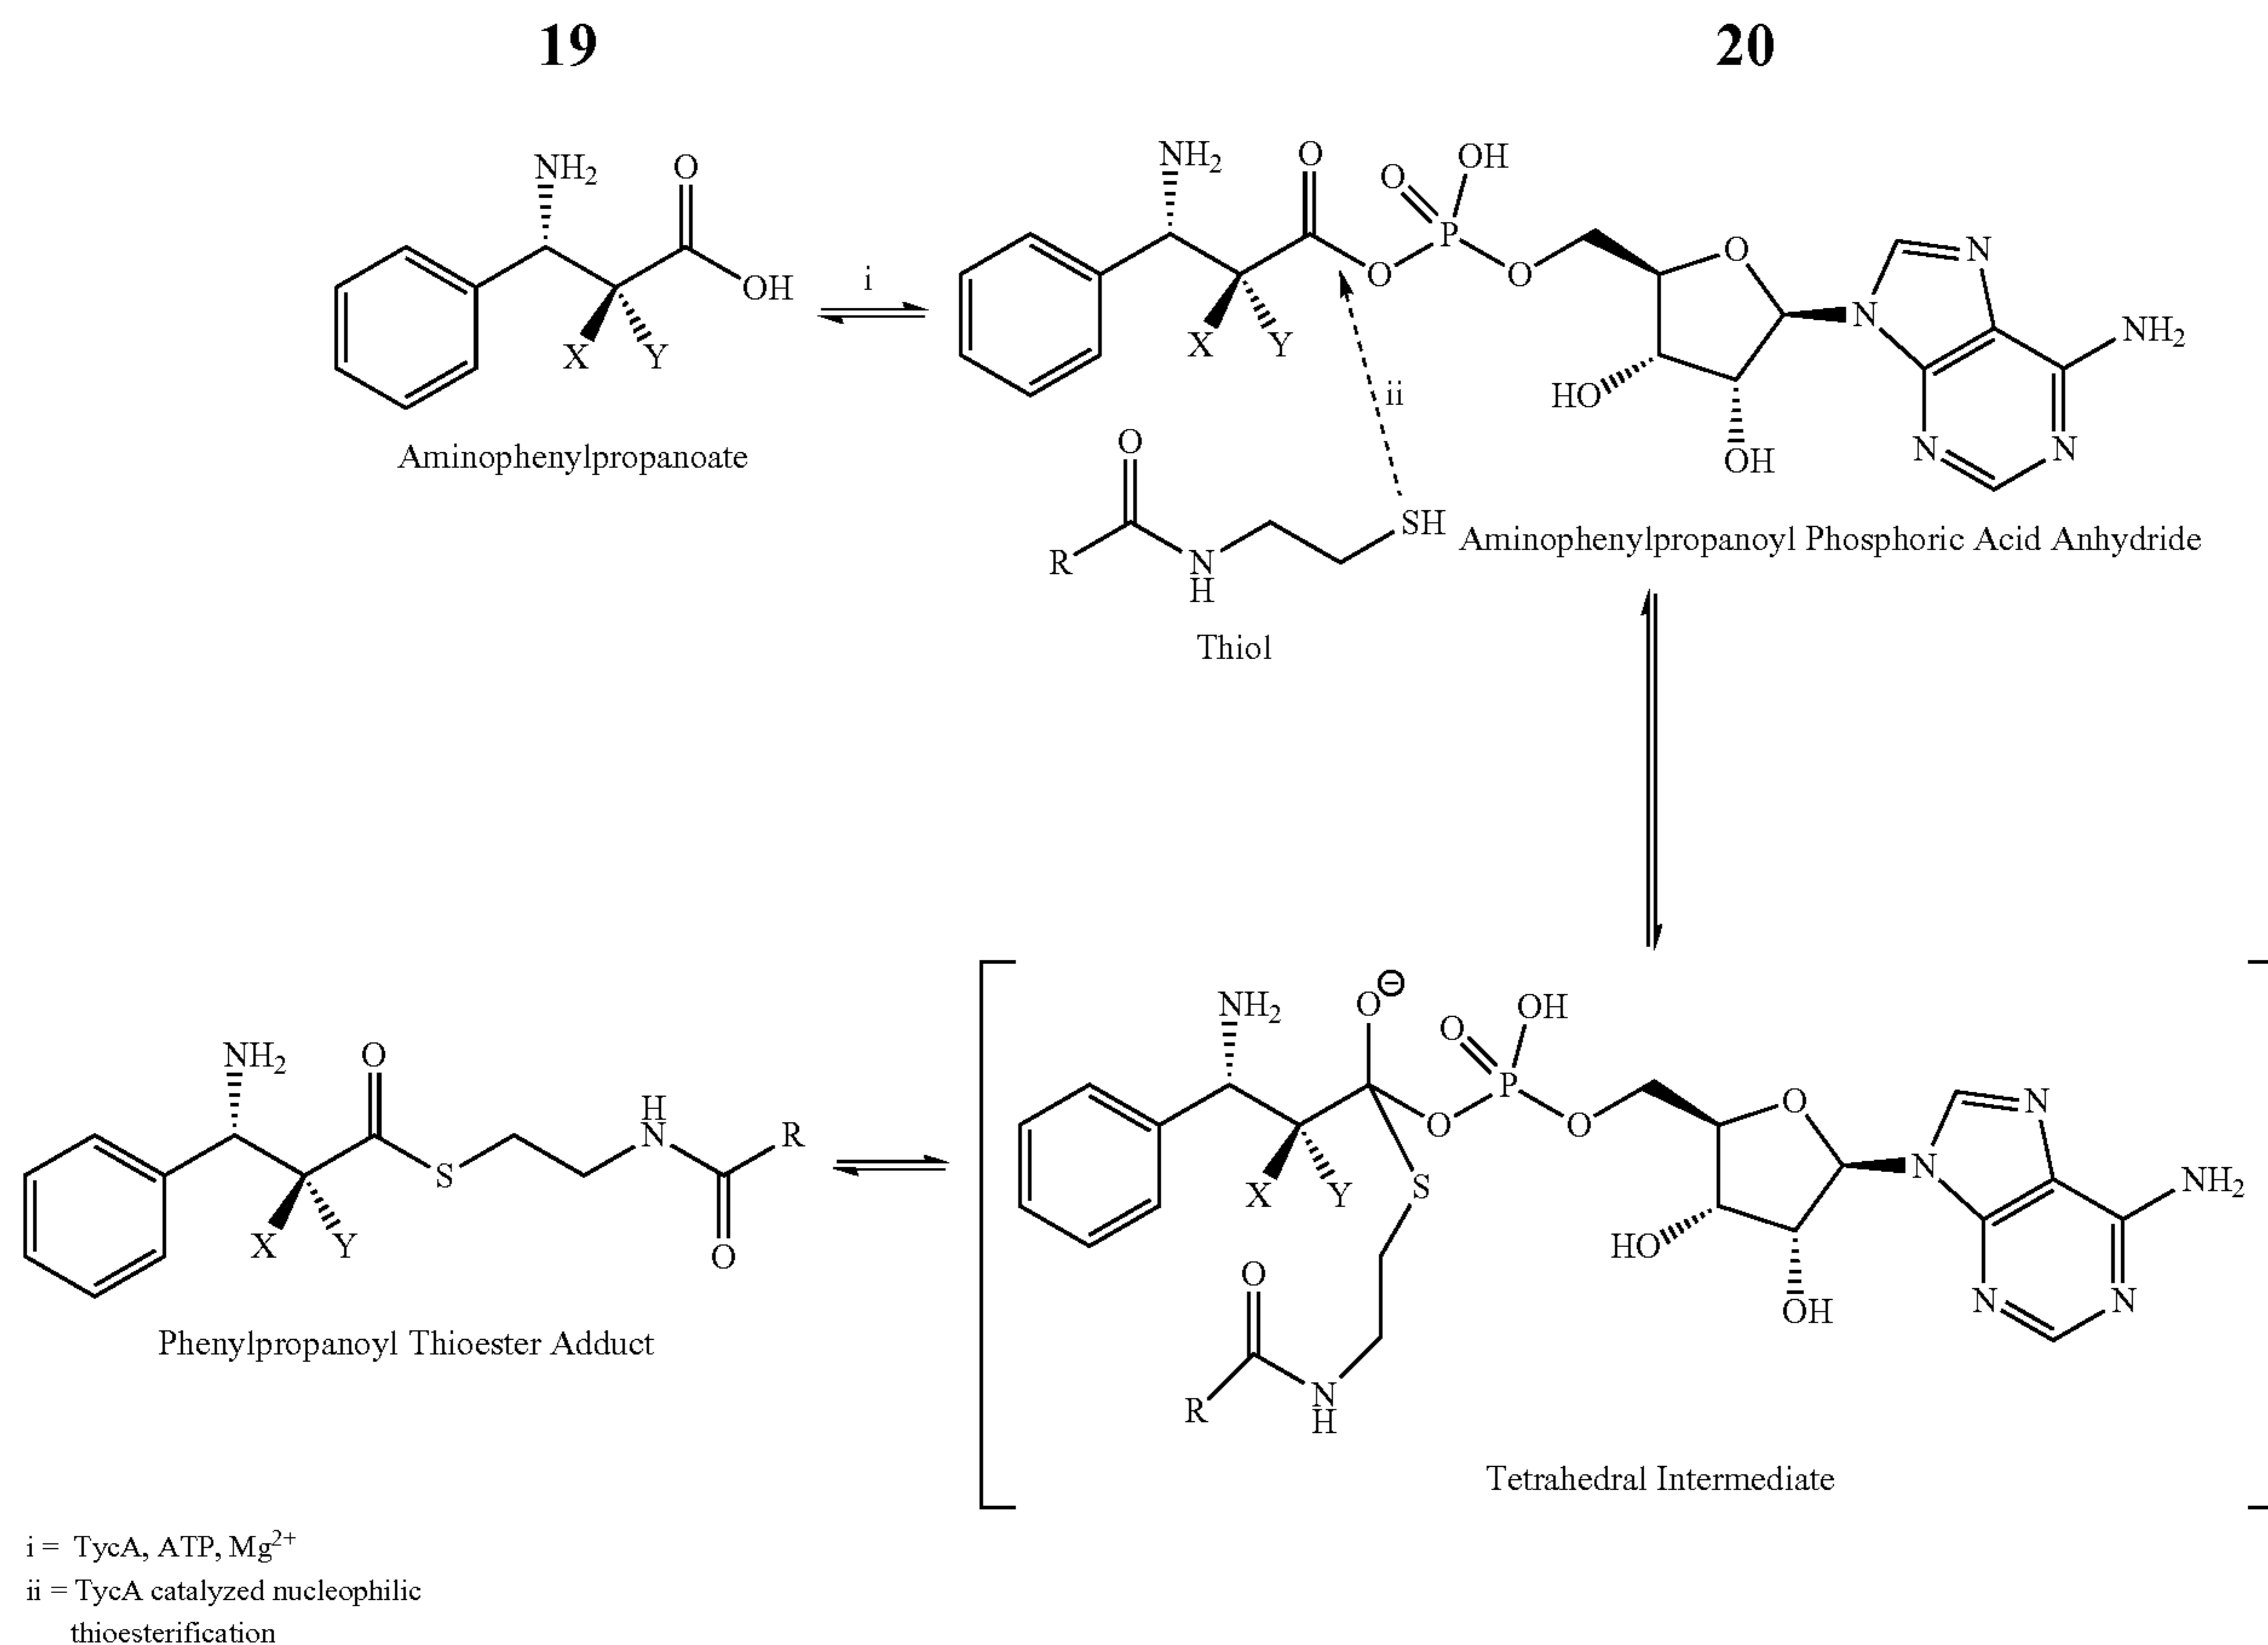 19
20
NH2
O
OH
X
Y
Aminophenylpropanoate
i
NH2
O
O
P
OH
O
O
O
N
N
NH2
N
N
HO
OH
X
Y
ii
O
R
N
H
SH
Thiol
Aminophenylpropanoyl Phosphoric Acid Anhydride
NH2
O
S
H
N
R
O
X
Y
Phenylpropanoyl Thioester Adduct
NH2
O⊖
O
P
OH
O
O
O
N
N
NH2
N
N
HO
OH
X
Y
S
O
R
N
H
Tetrahedral Intermediate
i = TycA, ATP, Mg2+
ii = TycA catalyzed nucleophilic
thioesterification